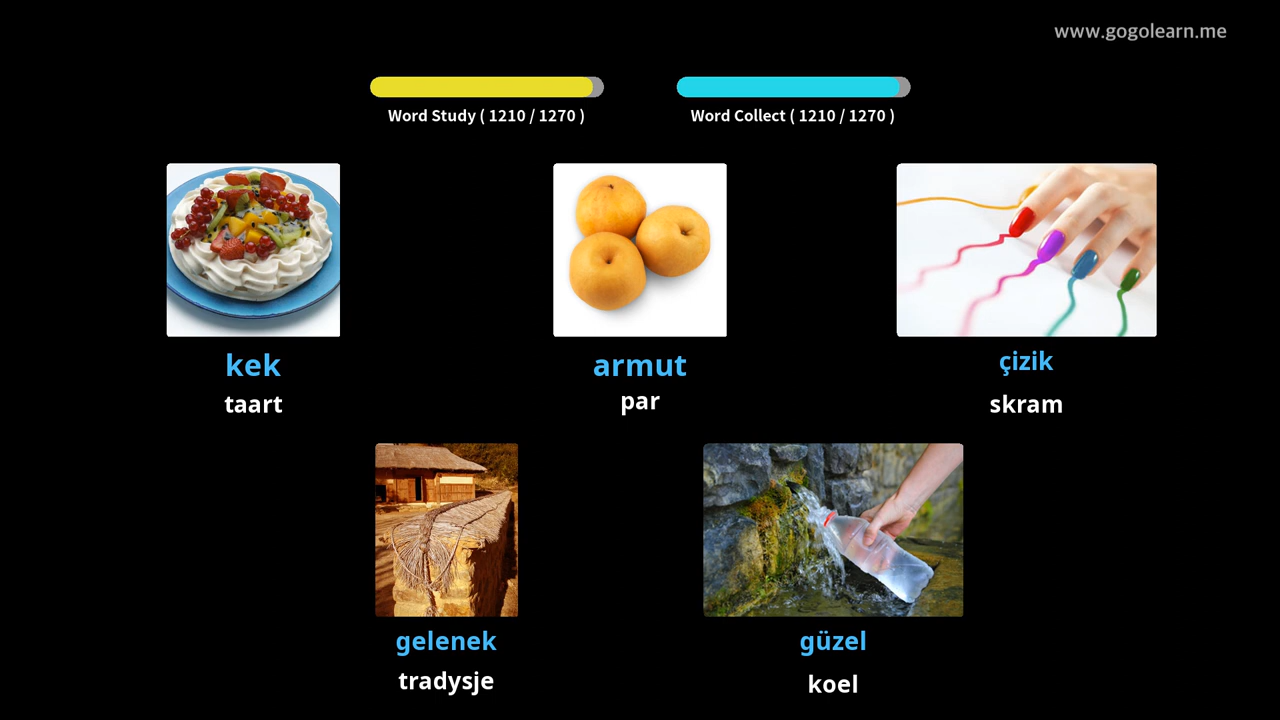 www.gogolearn.me
Word Study ( 1210 / 1270 )
Word Collect ( 1210 / 1270 )
kek
taart
armut
par
çizik
skram
gelenek
tradysje
güzel
koel